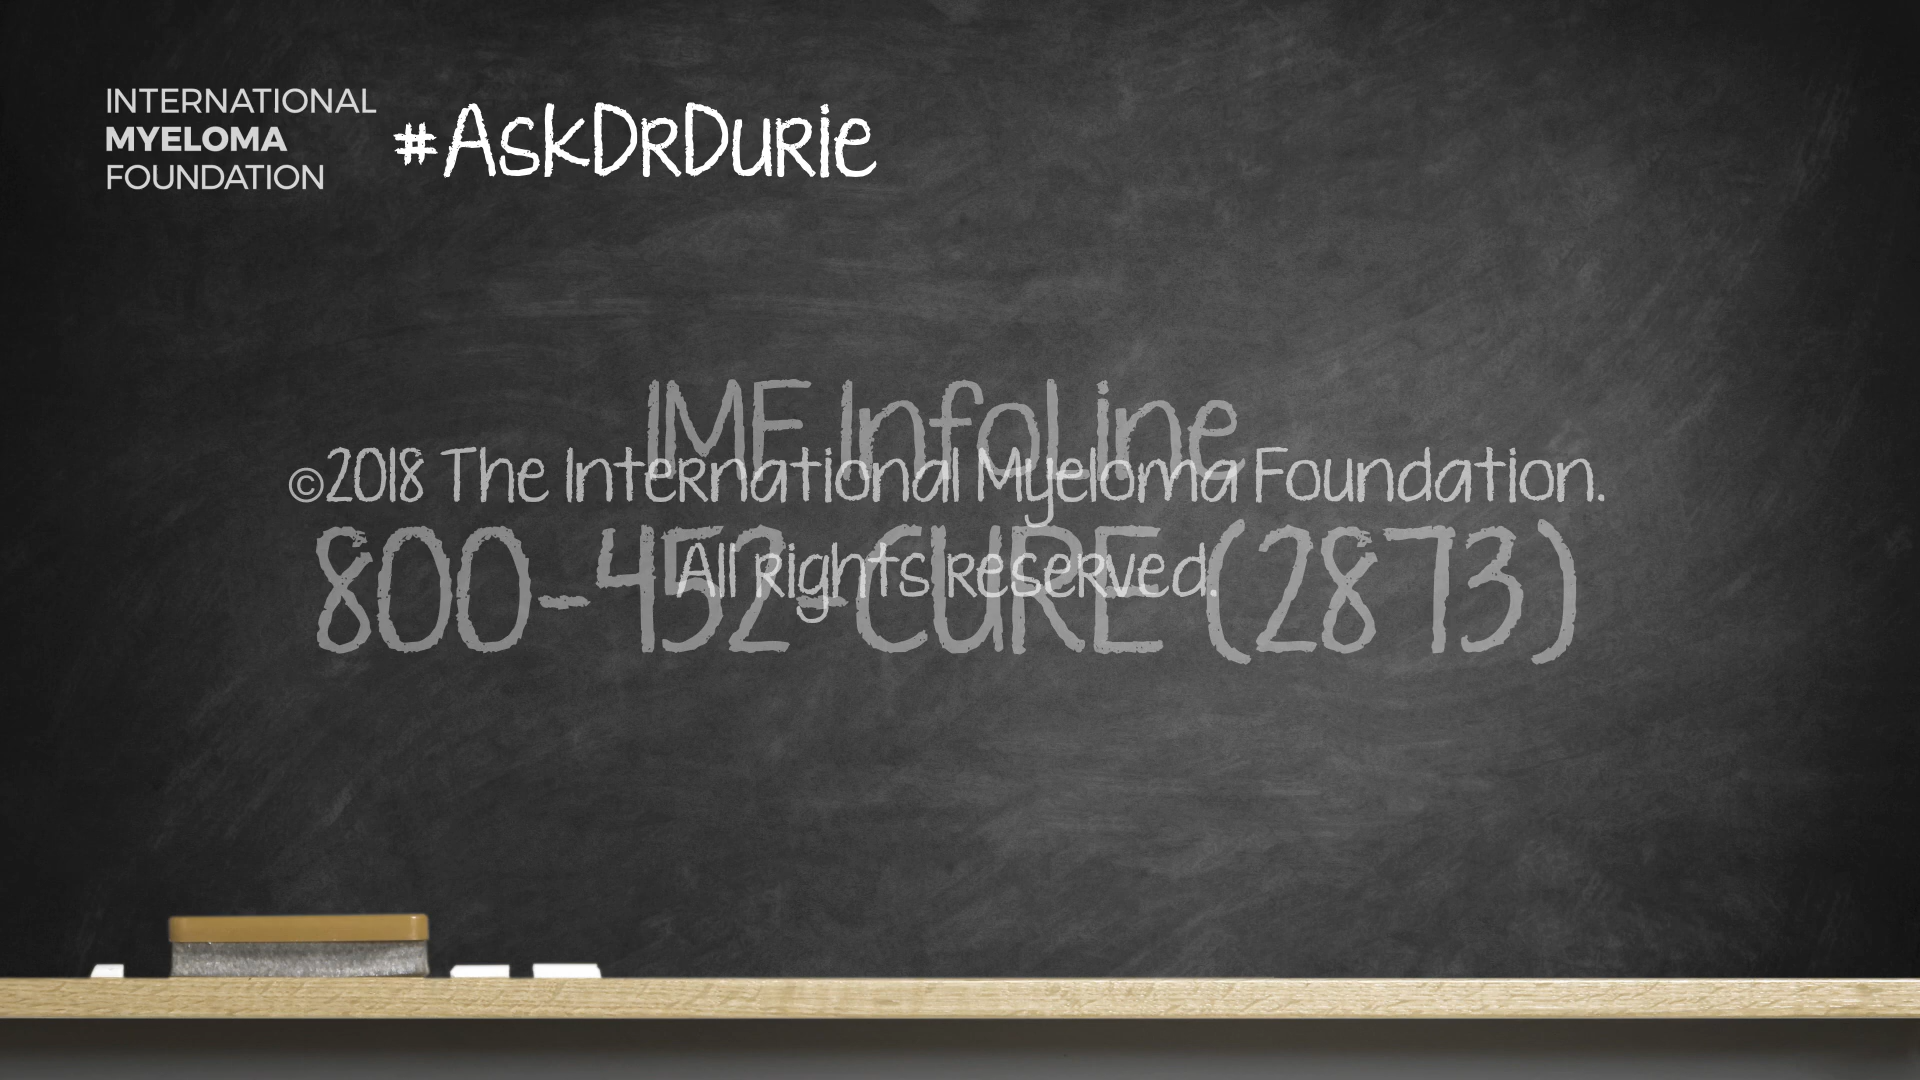 INTERNATIONAL
MYELOMA
FOUNDATION
#AskDrDurie
IMF InfoLine
©2018 The International Myeloma Foundation.
800-452-CURE (2873)
All rights reserved.